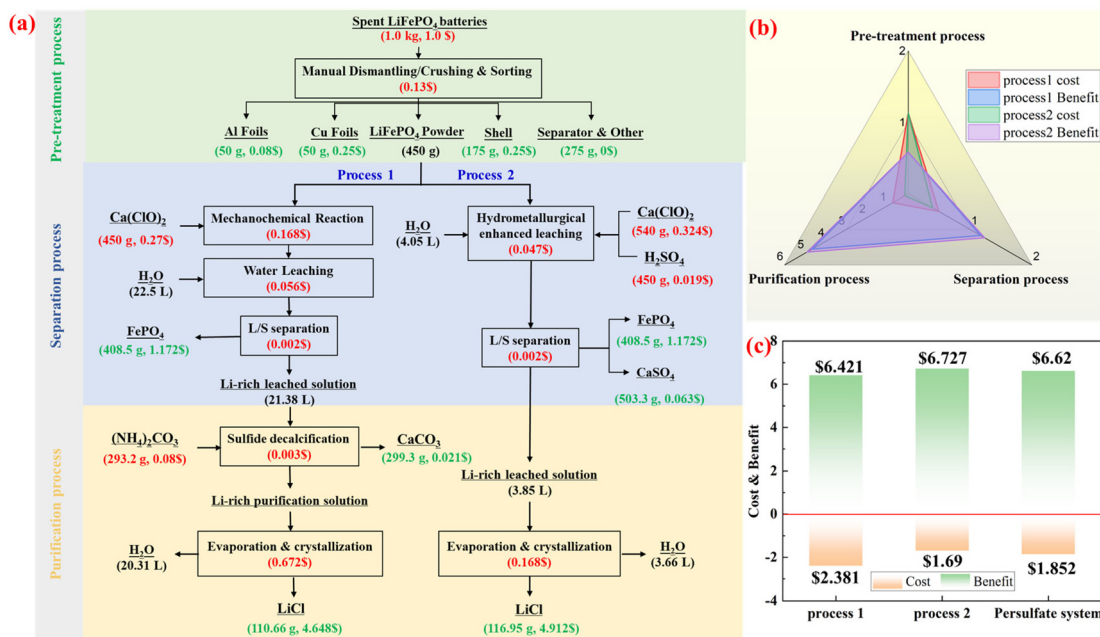 (a)
Pre-treatment process
Spent LiFePO₄ batteries
(1.0 kg, 1.0 $)
Manual Dismantling/Crushing & Sorting
(0.13$)
Al Foils
(50 g, 0.08$)
Cu Foils
(50 g, 0.25$)
LiFePO₄ Powder
(450 g)
Shell
(175 g, 0.25$)
Separator & Other
(275 g, 0$)
Separation process
Process 1
Process 2
Ca(ClO)₂
(450 g, 0.27$)
Mechanochemical Reaction
(0.168$)
H₂O
(22.5 L)
Water Leaching
(0.056$)
FePO₄
(408.5 g, 1.172$)
L/S separation
(0.002$)
Li-rich leached solution
(21.38 L)
H₂O
(4.05 L)
Hydrometallurgical
enhanced leaching
(0.047$)
Ca(ClO)₂
(540 g, 0.324$)
H₂SO₄
(450 g, 0.019$)
L/S separation
(0.002$)
FePO₄
(408.5 g, 1.172$)
CaSO₄
(503.3 g, 0.063$)
Purification process
(NH₄)₂CO₃
(293.2 g, 0.08$)
Sulfide decalcification
(0.003$)
CaCO₃
(299.3 g, 0.021$)
Li-rich purification solution
H₂O
(20.31 L)
Evaporation & crystallization
(0.672$)
LiCl
(110.66 g, 4.648$)
Li-rich leached solution
(3.85 L)
Evaporation & crystallization
(0.168$)
H₂O
(3.66 L)
LiCl
(116.95 g, 4.912$)
(b)
Pre-treatment process
2
1
process1 cost
process1 Benefit
process2 cost
process2 Benefit
1
2
3
4
5
6
1
2
Purification process
Separation process
(c)
Cost & Benefit
8
6
4
2
0
-2
-4
$6.421
$6.727
$6.62
$2.381
$1.69
$1.852
Cost
Benefit
process 1
process 2
Persulfate system